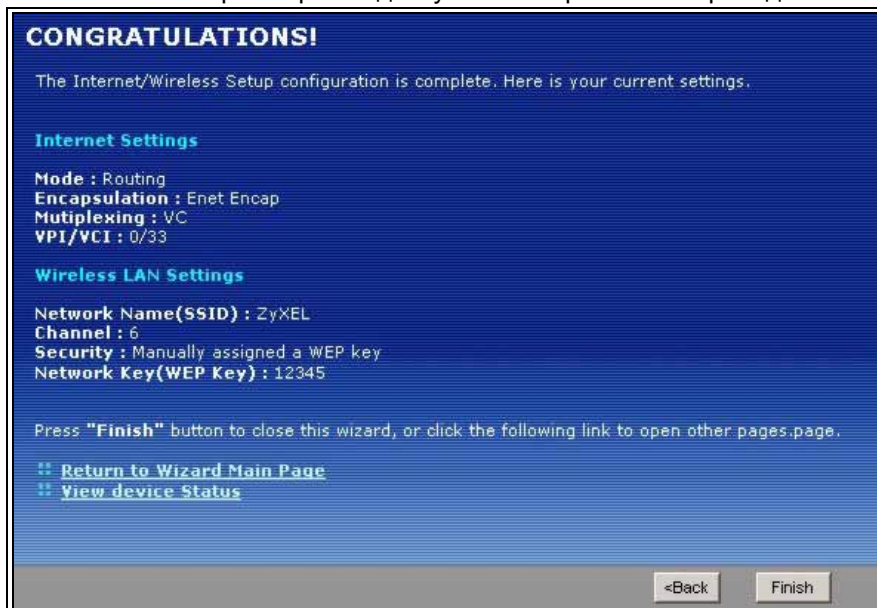 CONGRATULATIONS!
The Internet/Wireless Setup configuration is complete. Here is your current settings.
Internet Settings
Mode : Routing
Encapsulation : Enet Encap
Mutiplexing : VC
VPI/VCI : 0/33
Wireless LAN Settings
Network Name(SSID) : ZyXEL
Channel : 6
Security : Manually assigned a WEP key
Network Key(WEP Key) : 12345
Press "Finish" button to close this wizard, or click the following link to open other pages.page.
Return to Wizard Main Page
View device Status
<Back Finish